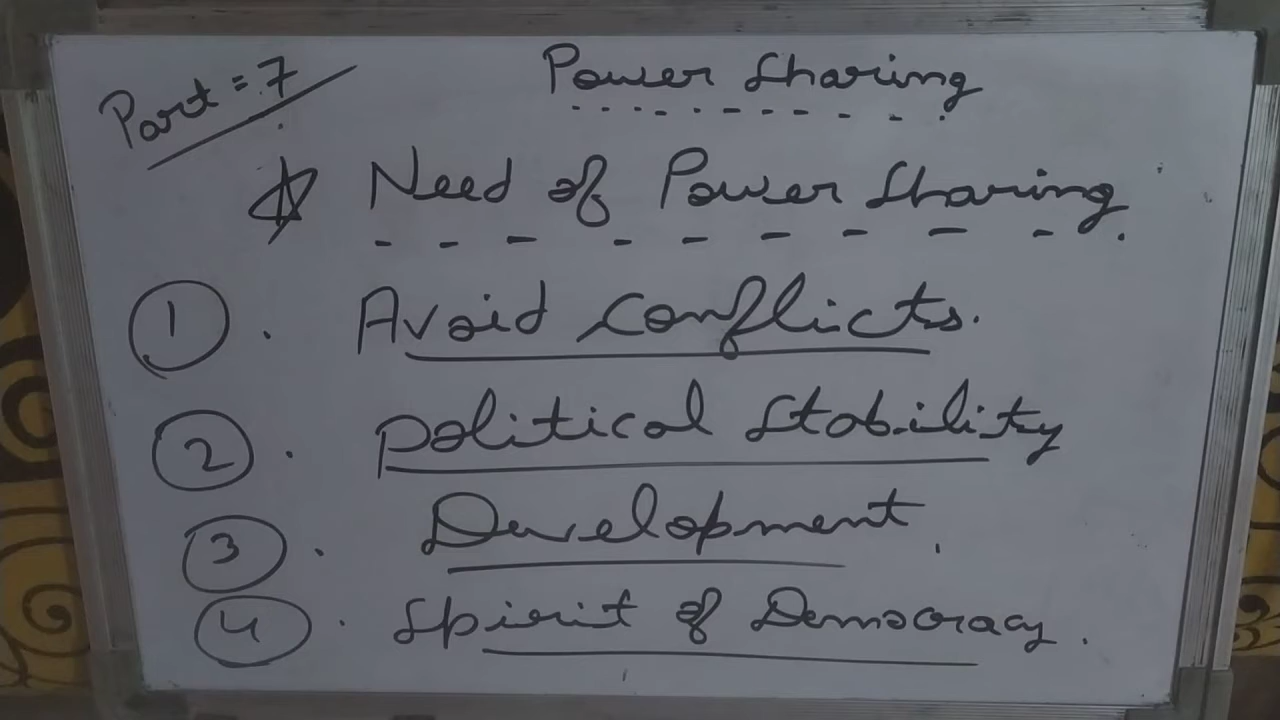 Part = 7
Power Sharing
Need of Power Sharing
1. Avoid conflicts.
2. Political Stability
3. Development.
4. Spirit of Democracy.